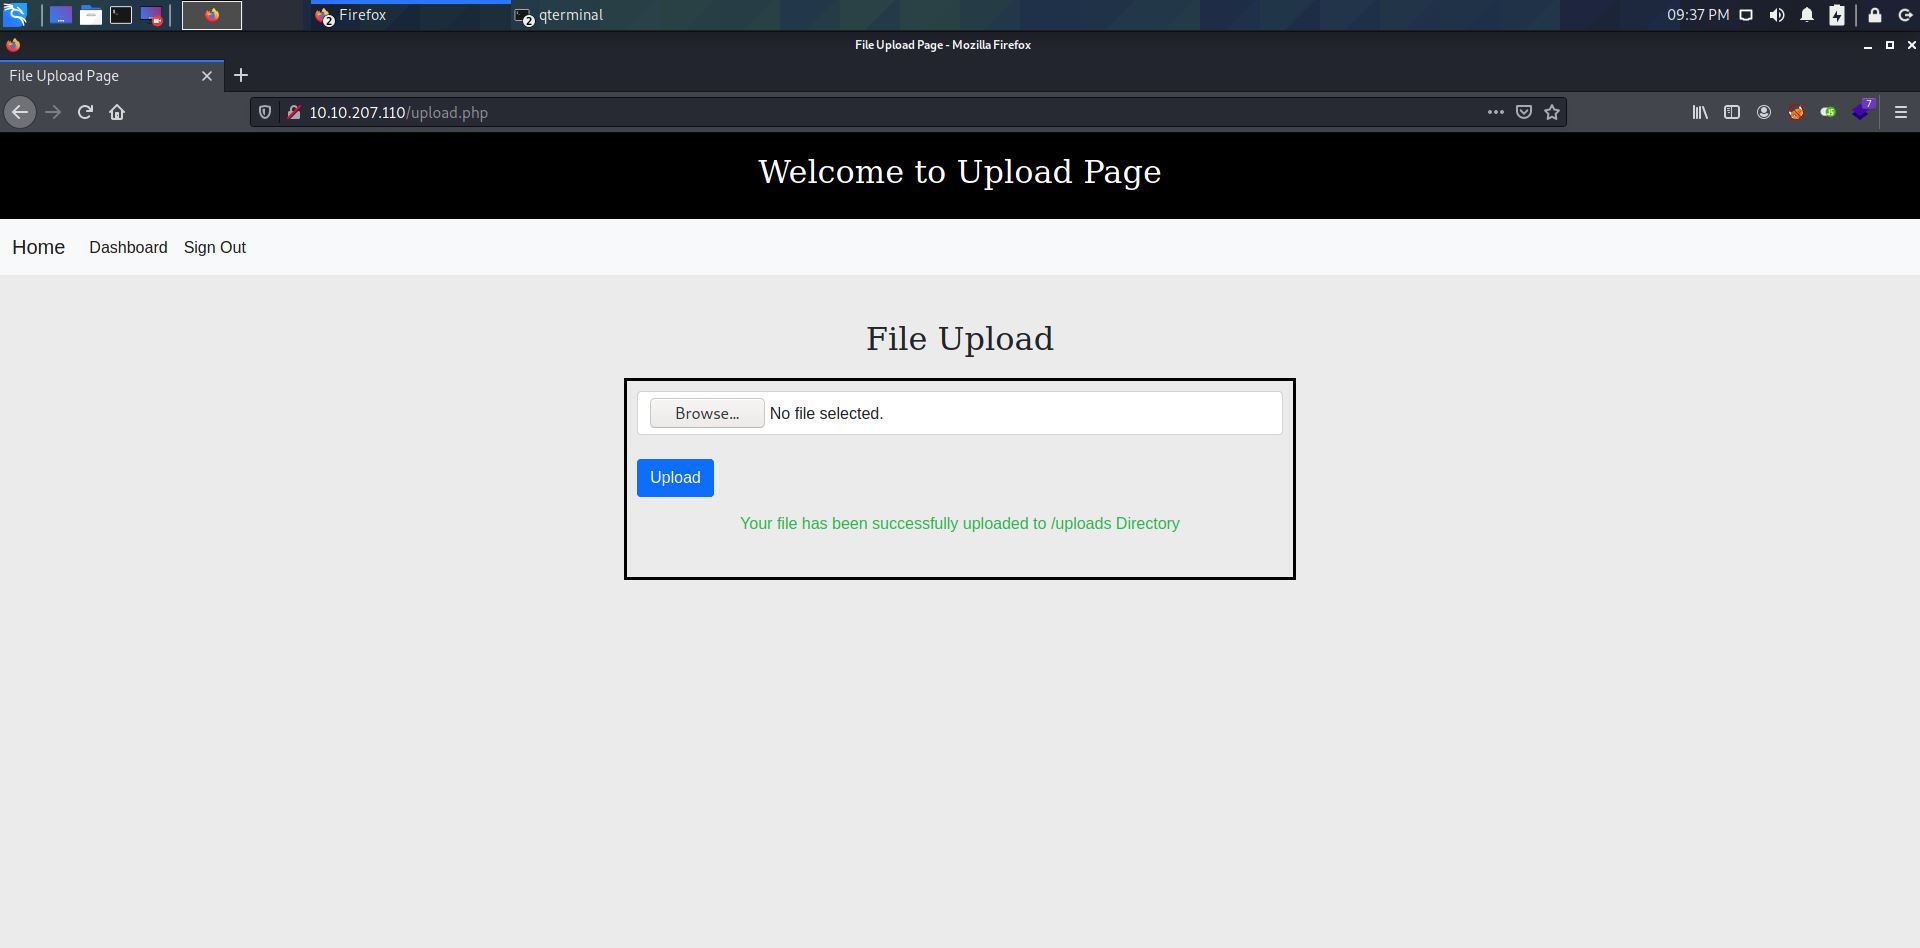 Firefox
qterminal
09:37 PM
File Upload Page - Mozilla Firefox
File Upload Page
10.10.207.110/upload.php
7
Welcome to Upload Page
Home Dashboard Sign Out
File Upload
Browse... No file selected.
Upload
Your file has been successfully uploaded to /uploads Directory